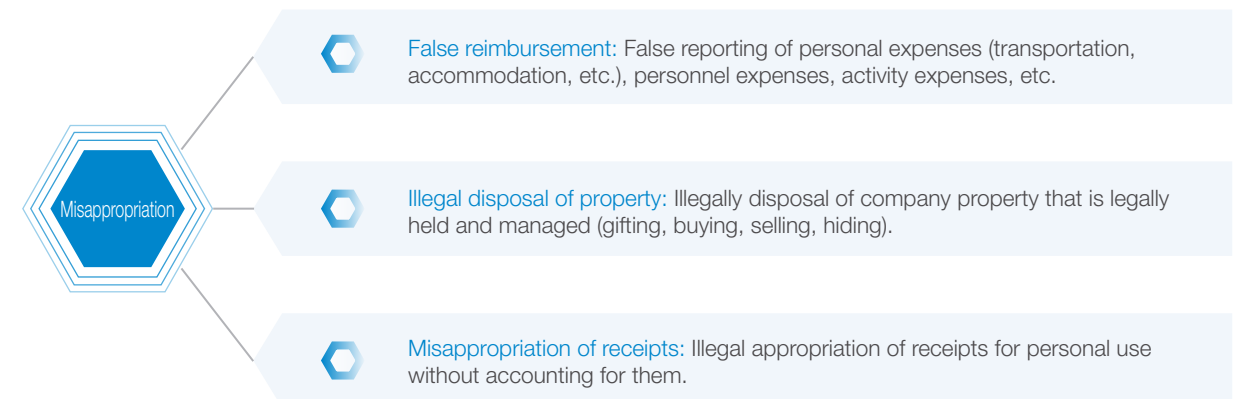 False reimbursement: False reporting of personal expenses (transportation,
accommodation, etc.), personnel expenses, activity expenses, etc.
Misappropriation
Illegal disposal of property: Illegally disposal of company property that is legally
held and managed (gifting, buying, selling, hiding).
Misappropriation of receipts: Illegal appropriation of receipts for personal use
without accounting for them.